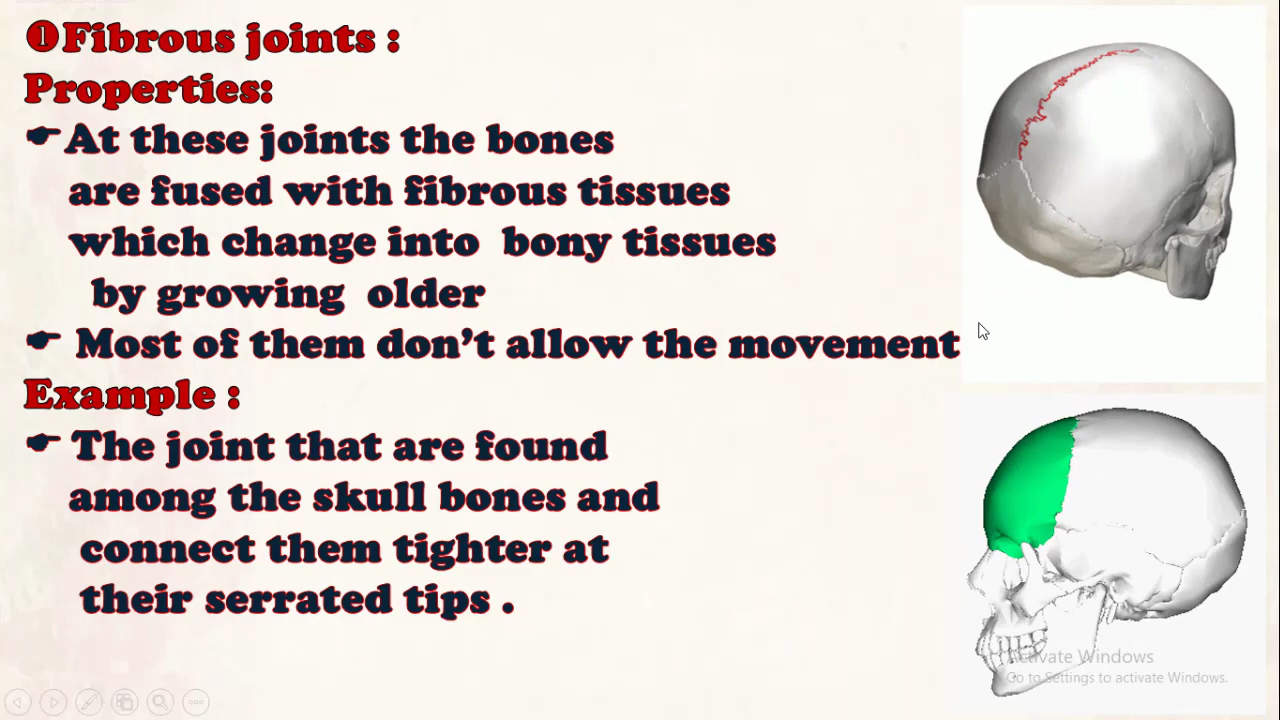 ❶Fibrous joints :
Properties:
☛At these joints the bones
are fused with fibrous tissues
which change into bony tissues
by growing older
☛ Most of them don’t allow the movement
Example :
☛ The joint that are found
among the skull bones and
connect them tighter at
their serrated tips .
Activate Windows
Go to Settings to activate Windows.